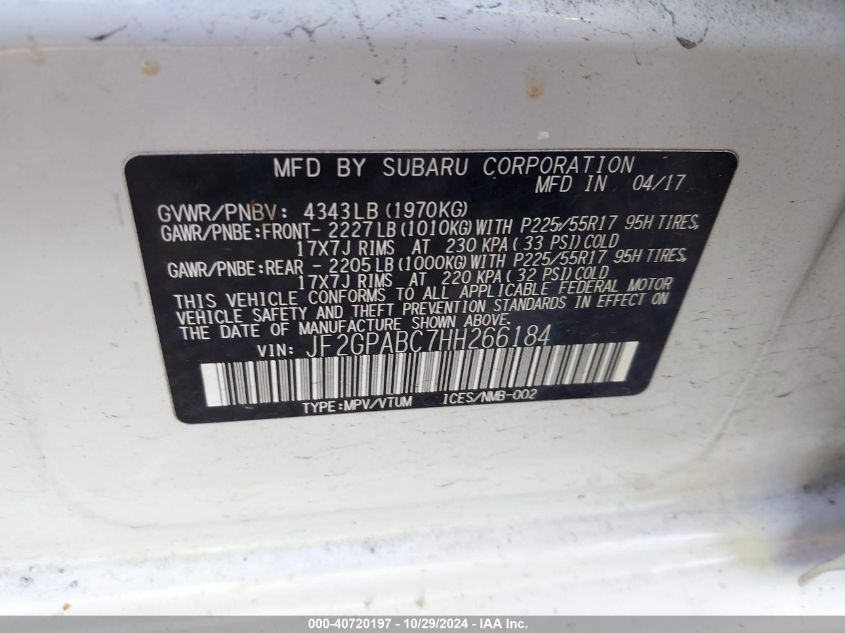 MFD BY SUBARU CORPORATION
MFD IN 04/17
GVWR/PNBV: 4343LB (1970KG)
GAWR/PNBE:FRONT- 2227 LB (1010KG) WITH P225/55R17 95H TIRES,
17X7J RIMS AT 230 KPA ( 33 PSI) COLD
GAWR/PNBE:REAR - 2205 LB (1000KG) WITH P225/55R17 95H TIRES,
17X7J RIMS AT 220 KPA ( 32 PSI) COLD
THIS VEHICLE CONFORMS TO ALL APPLICABLE FEDERAL MOTOR
VEHICLE SAFETY AND THEFT PREVENTION STANDARDS IN EFFECT ON
THE DATE OF MANUFACTURE SHOWN ABOVE.
VIN: JF2GPABC7HH266184
TYPE:MPV/VTUM ICES/NMB-002
000-40720197 - 10/29/2024 - IAA Inc.